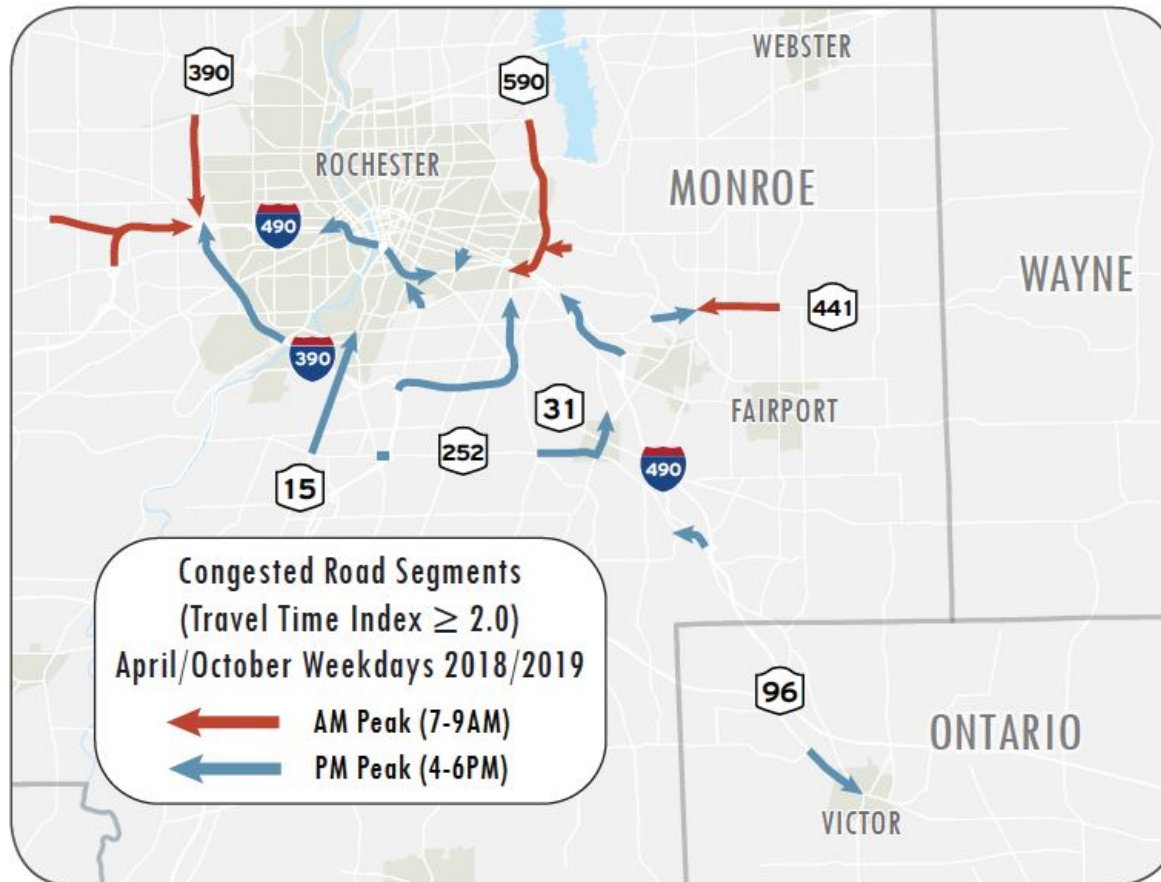 WEBSTER
390
590
ROCHESTER
MONROE
490
WAYNE
441
390
31
FAIRPORT
252
490
15
Congested Road Segments
(Travel Time Index ≥ 2.0)
April/October Weekdays 2018/2019
AM Peak (7-9AM)
PM Peak (4-6PM)
96
ONTARIO
VICTOR